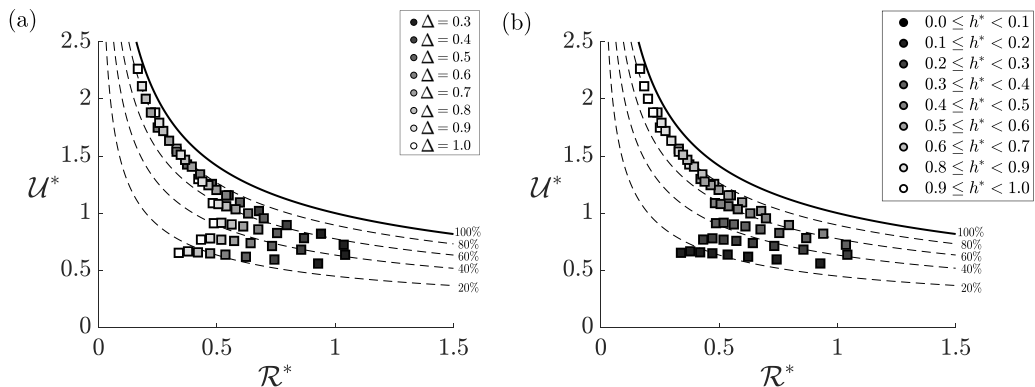 (a)
2.5
2
1.5
1
0.5
0
0
0.5
1
1.5
U*
R*
100%
80%
60%
40%
20%
Δ = 0.3
Δ = 0.4
Δ = 0.5
Δ = 0.6
Δ = 0.7
Δ = 0.8
Δ = 0.9
Δ = 1.0
(b)
2.5
2
1.5
1
0.5
0
0
0.5
1
1.5
U*
R*
100%
80%
60%
40%
20%
0.0 ≤ h* < 0.1
0.1 ≤ h* < 0.2
0.2 ≤ h* < 0.3
0.3 ≤ h* < 0.4
0.4 ≤ h* < 0.5
0.5 ≤ h* < 0.6
0.6 ≤ h* < 0.7
0.8 ≤ h* < 0.9
0.9 ≤ h* < 1.0